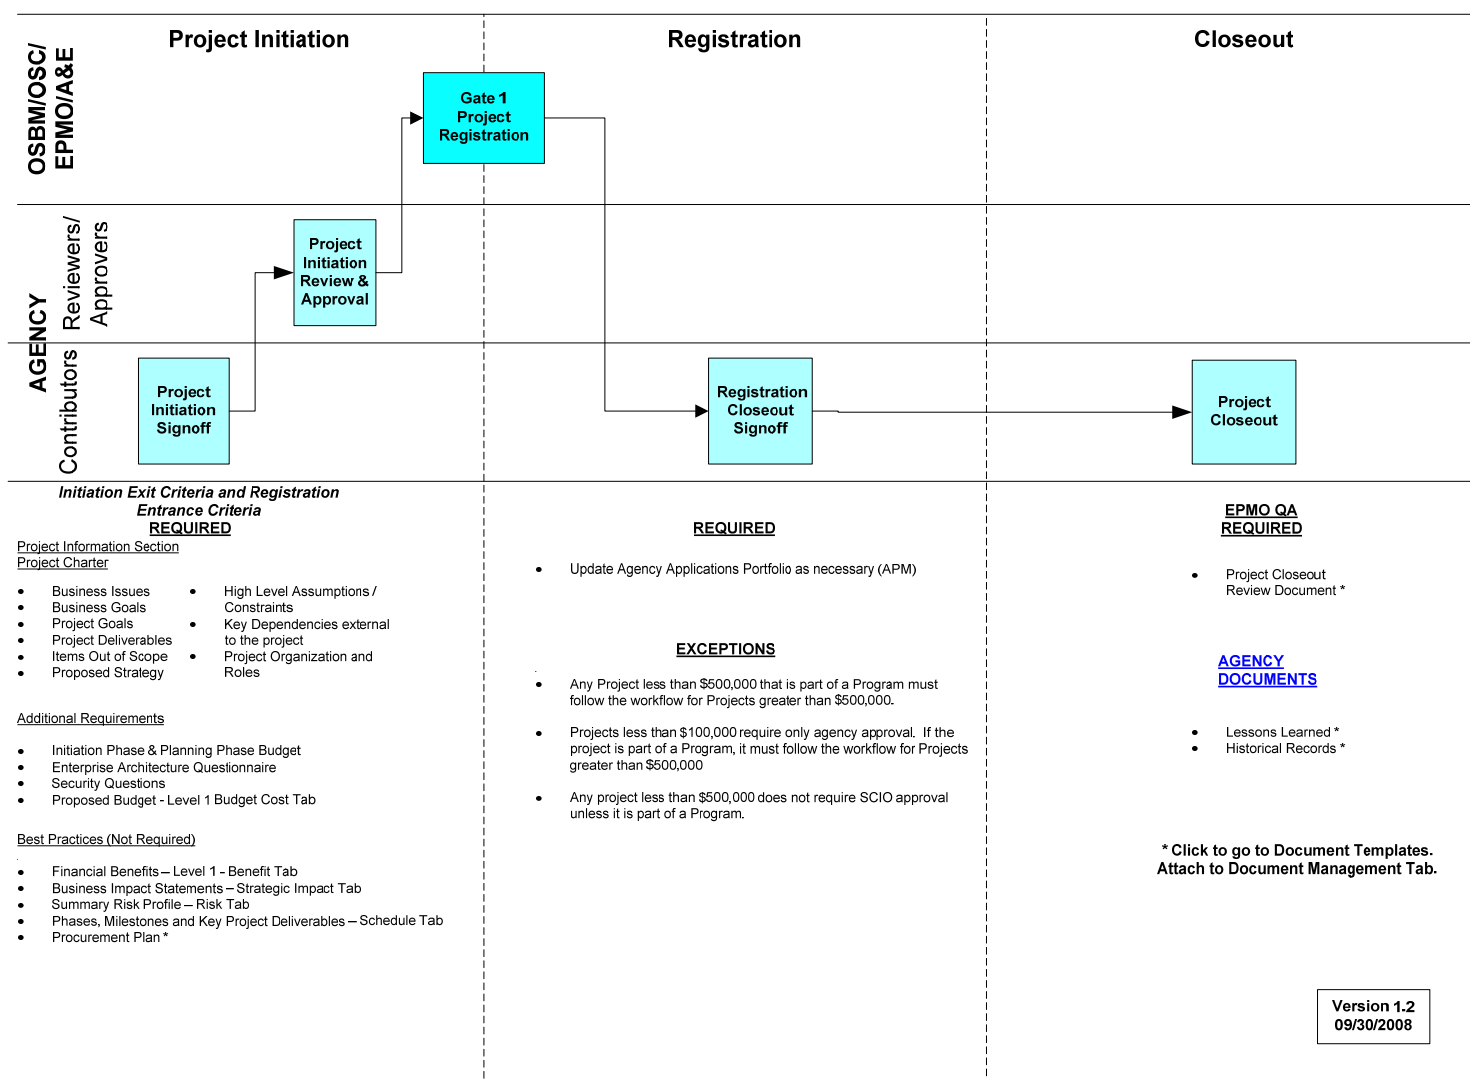 Project Initiation
Registration
Closeout
OSBM/OSC/
EPMO/A&E
Gate 1
Project
Registration
AGENCY
Reviewers/
Approvers
Project
Initiation
Review &
Approval
Contributors
Project
Initiation
Signoff
Registration
Closeout
Signoff
Project
Closeout
Initiation Exit Criteria and Registration
Entrance Criteria
REQUIRED
Project Information Section
Project Charter
• Business Issues
• Business Goals
• Project Goals
• Project Deliverables
• Items Out of Scope
• Proposed Strategy
• High Level Assumptions /
Constraints
• Key Dependencies external
to the project
• Project Organization and
Roles
Additional Requirements
• Initiation Phase & Planning Phase Budget
• Enterprise Architecture Questionnaire
• Security Questions
• Proposed Budget - Level 1 Budget Cost Tab
Best Practices (Not Required)
• Financial Benefits – Level 1 - Benefit Tab
• Business Impact Statements – Strategic Impact Tab
• Summary Risk Profile – Risk Tab
• Phases, Milestones and Key Project Deliverables – Schedule Tab
• Procurement Plan *
REQUIRED
• Update Agency Applications Portfolio as necessary (APM)
EXCEPTIONS
• Any Project less than $500,000 that is part of a Program must
follow the workflow for Projects greater than $500,000.
• Projects less than $100,000 require only agency approval. If the
project is part of a Program, it must follow the workflow for Projects
greater than $500,000
• Any project less than $500,000 does not require SCIO approval
unless it is part of a Program.
EPMO QA
REQUIRED
• Project Closeout
Review Document *
AGENCY
DOCUMENTS
• Lessons Learned *
• Historical Records *
* Click to go to Document Templates.
Attach to Document Management Tab.
Version 1.2
09/30/2008